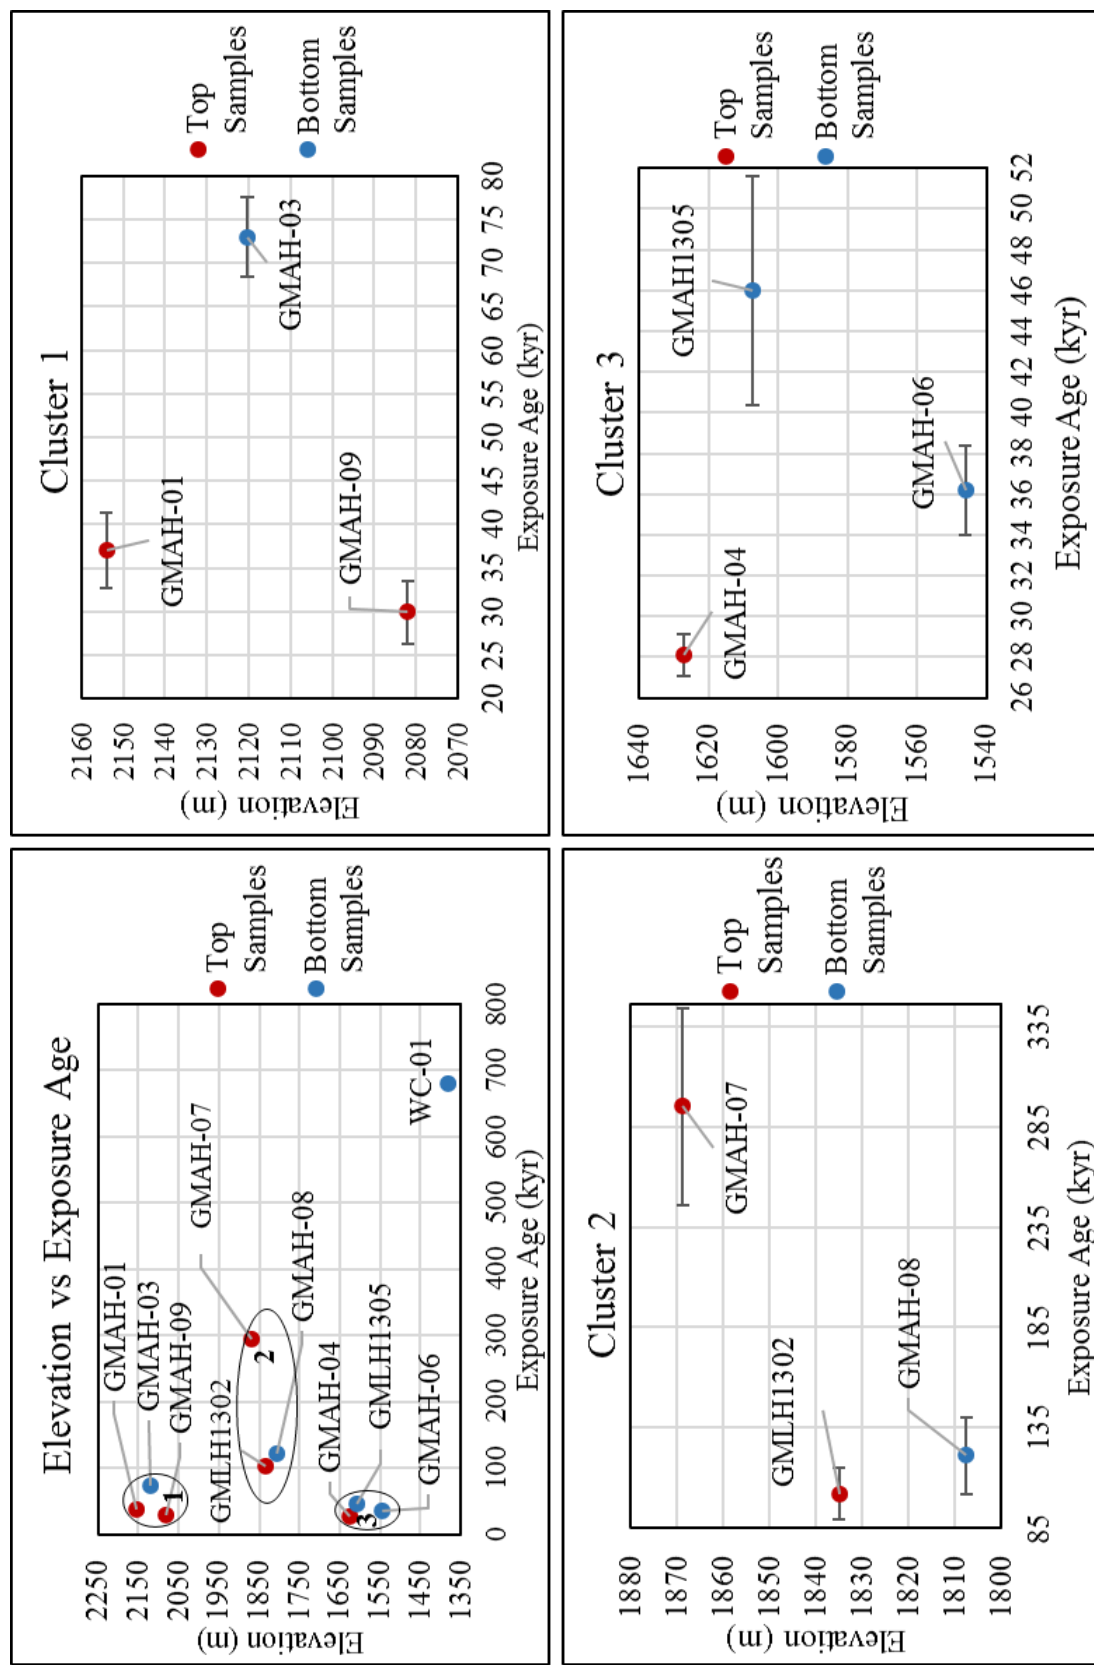 Elevation vs Exposure Age
2250
2150
2050
1950
1850
1750
1650
1550
1450
1350
Elevation (m)
0 100 200 300 400 500 600 700 800
Exposure Age (kyr)
GMAH-01
GMAH-03
GMAH-09
1
GMLH1302
GMAH-07
2
GMAH-08
GMAH-04
GMLH1305
3
GMAH-06
WC-01
Top
Samples
Bottom
Samples
Cluster 1
2160
2150
2140
2130
2120
2110
2100
2090
2080
2070
Elevation (m)
20 25 30 35 40 45 50 55 60 65 70 75 80
Exposure Age (kyr)
GMAH-01
GMAH-03
GMAH-09
Top
Samples
Bottom
Samples
Cluster 2
1880
1870
1860
1850
1840
1830
1820
1810
1800
Elevation (m)
85 135 185 235 285 335
Exposure Age (kyr)
GMLH1302
GMAH-07
GMAH-08
Top
Samples
Bottom
Samples
Cluster 3
1640
1620
1600
1580
1560
1540
Elevation (m)
26 28 30 32 34 36 38 40 42 44 46 48 50 52
Exposure Age (kyr)
GMAH-04
GMAH1305
GMAH-06
Top
Samples
Bottom
Samples